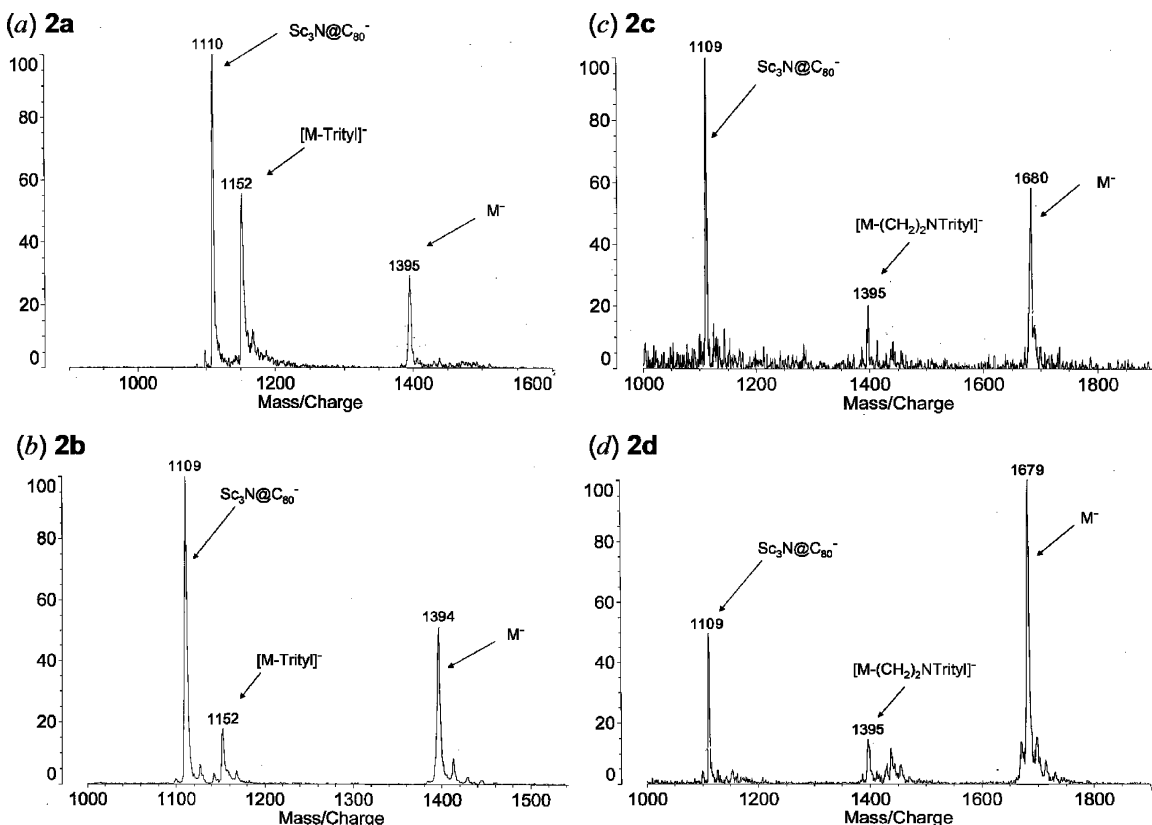 (a) 2a
1110
Sc₃N@C₈₀⁻
[M-Trityl]⁻
1152
M⁻
1395
100
80
60
40
20
0
1000 1200 1400 1600
Mass/Charge
(c) 2c
1109
Sc₃N@C₈₀⁻
1680
M⁻
[M-(CH₂)₂NTrityl]⁻
1395
100
80
60
40
20
0
1000 1200 1400 1600 1800
Mass/Charge
(b) 2b
1109
Sc₃N@C₈₀⁻
1394
M⁻
[M-Trityl]⁻
1152
100
80
60
40
20
0
1000 1100 1200 1300 1400 1500
Mass/Charge
(d) 2d
1679
M⁻
Sc₃N@C₈₀⁻
1109
[M-(CH₂)₂NTrityl]⁻
1395
100
80
60
40
20
0
1000 1200 1400 1600 1800
Mass/Charge